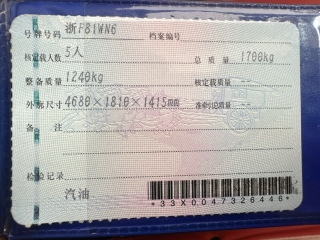 号牌号码 浙F81WN6 档案编号
核定载人数 5人 总质量 1700kg
整备质量 1240kg 核定载质量 --
外廓尺寸 4680×1810×1415mm 准牵引总质量 --
备注
检验记录
汽油
*33X0047326446*